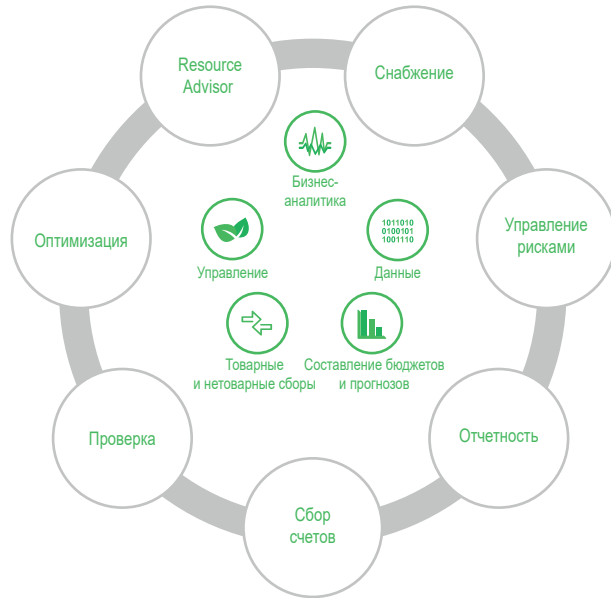 Resource
Advisor
Снабжение
Бизнес-
аналитика
Оптимизация
Управление
1011010
0100101
1001110
Данные
Управление
рисками
Товарные
и нетоварные сборы
Составление бюджетов
и прогнозов
Проверка
Отчетность
Сбор
счетов